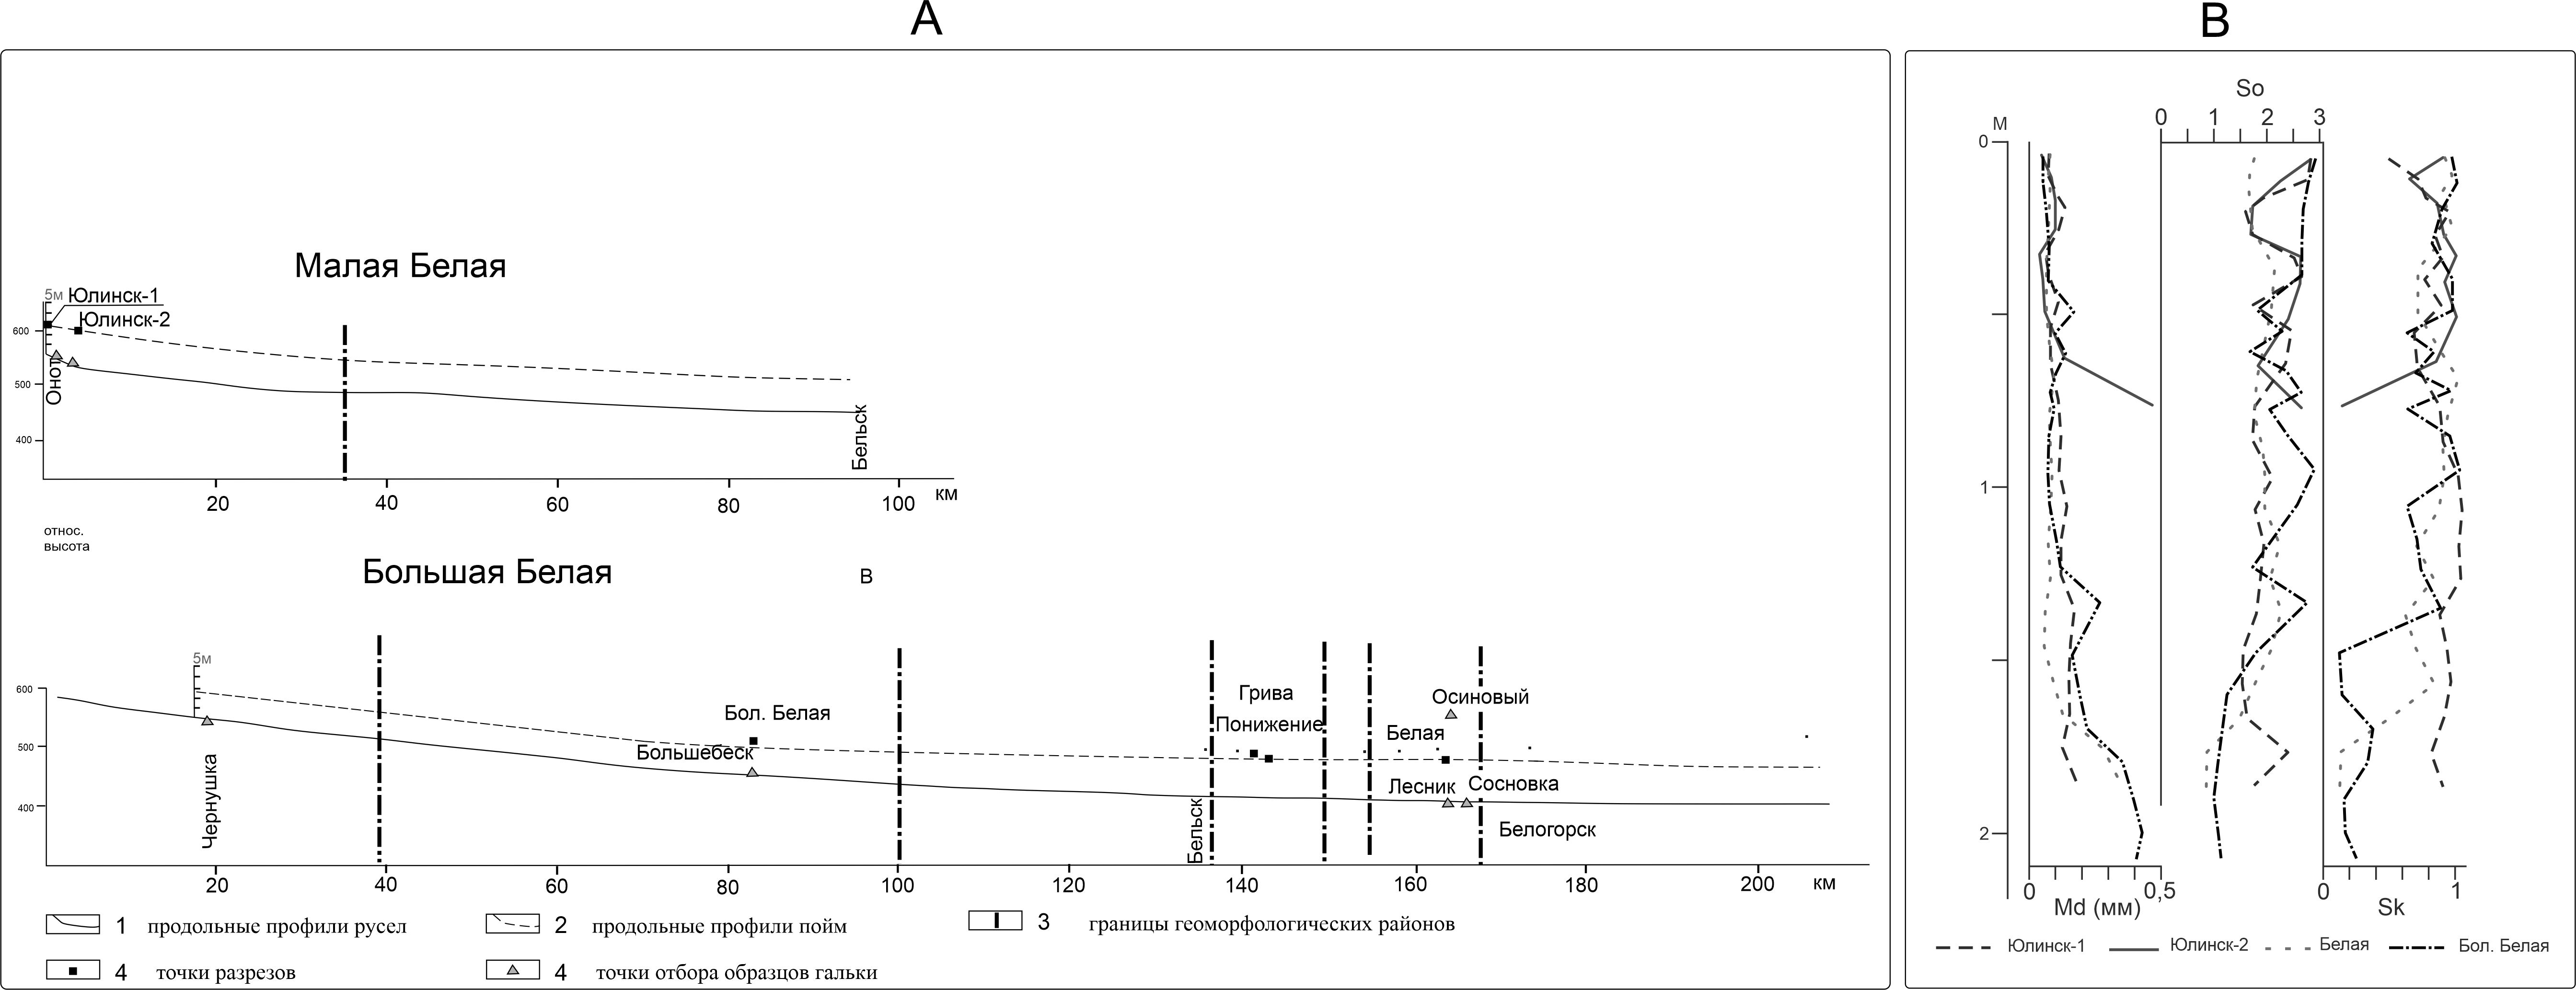 A
B
Малая Белая
5м
Юлинск-1
Юлинск-2
600
500
400
Онот
Бельск
20
40
60
80
100
км
относ.
высота
Большая Белая
B
5м
600
500
400
Чернушка
Большебеск
Бол. Белая
Бельск
Грива
Понижение
Осиновый
Белая
Лесник
Сосновка
Белогорск
20
40
60
80
100
120
140
160
180
200
км
1 продольные профили русел
2 продольные профили пойм
3 границы геоморфологических районов
4 точки разрезов
4 точки отбора образцов гальки
So
0 1 2 3
М
0
1
2
0 0,5
Md (мм)
0 1
Sk
Юлинск-1
Юлинск-2
Белая
Бол. Белая